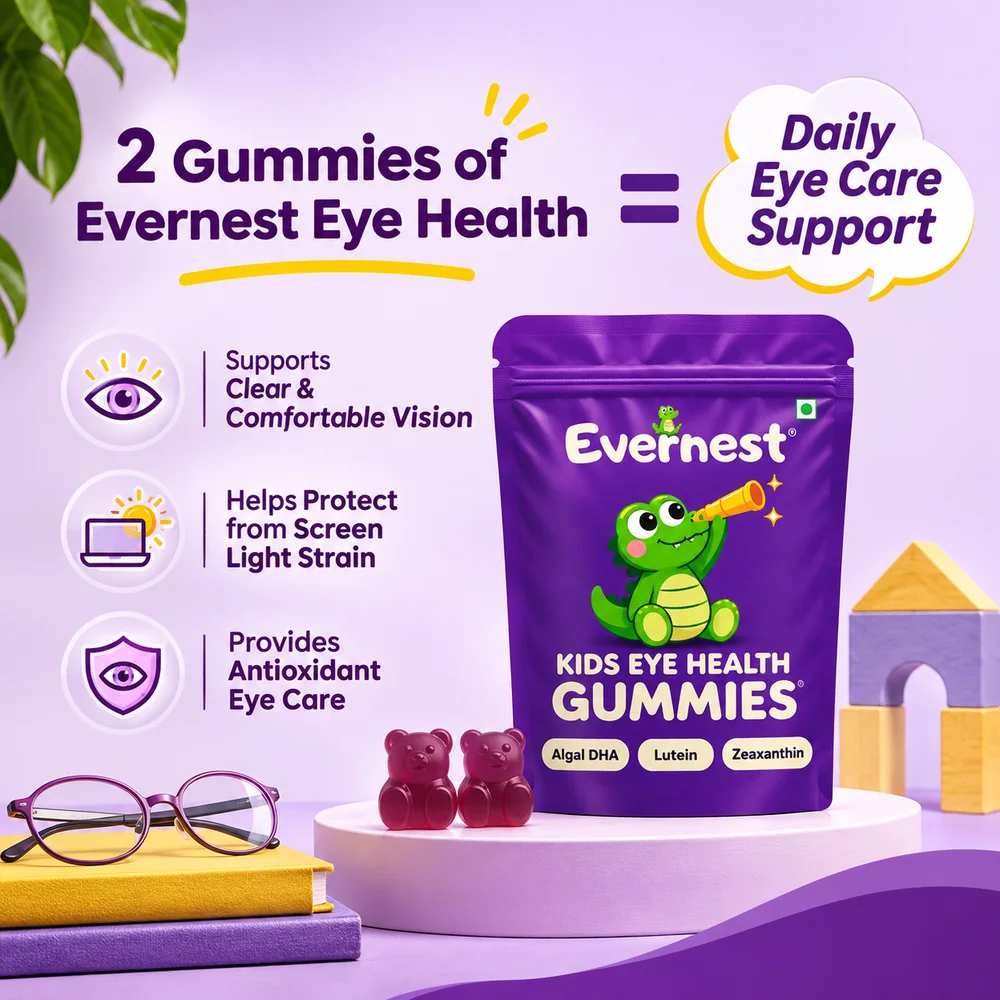 2 Gummies of
Evernest Eye Health
=
Daily
Eye Care
Support
Supports
Clear &
Comfortable Vision
Helps Protect
from Screen
Light Strain
Provides
Antioxidant
Eye Care
Evernest®
KIDS EYE HEALTH
GUMMIES®
Algal DHA
Lutein
Zeaxanthin